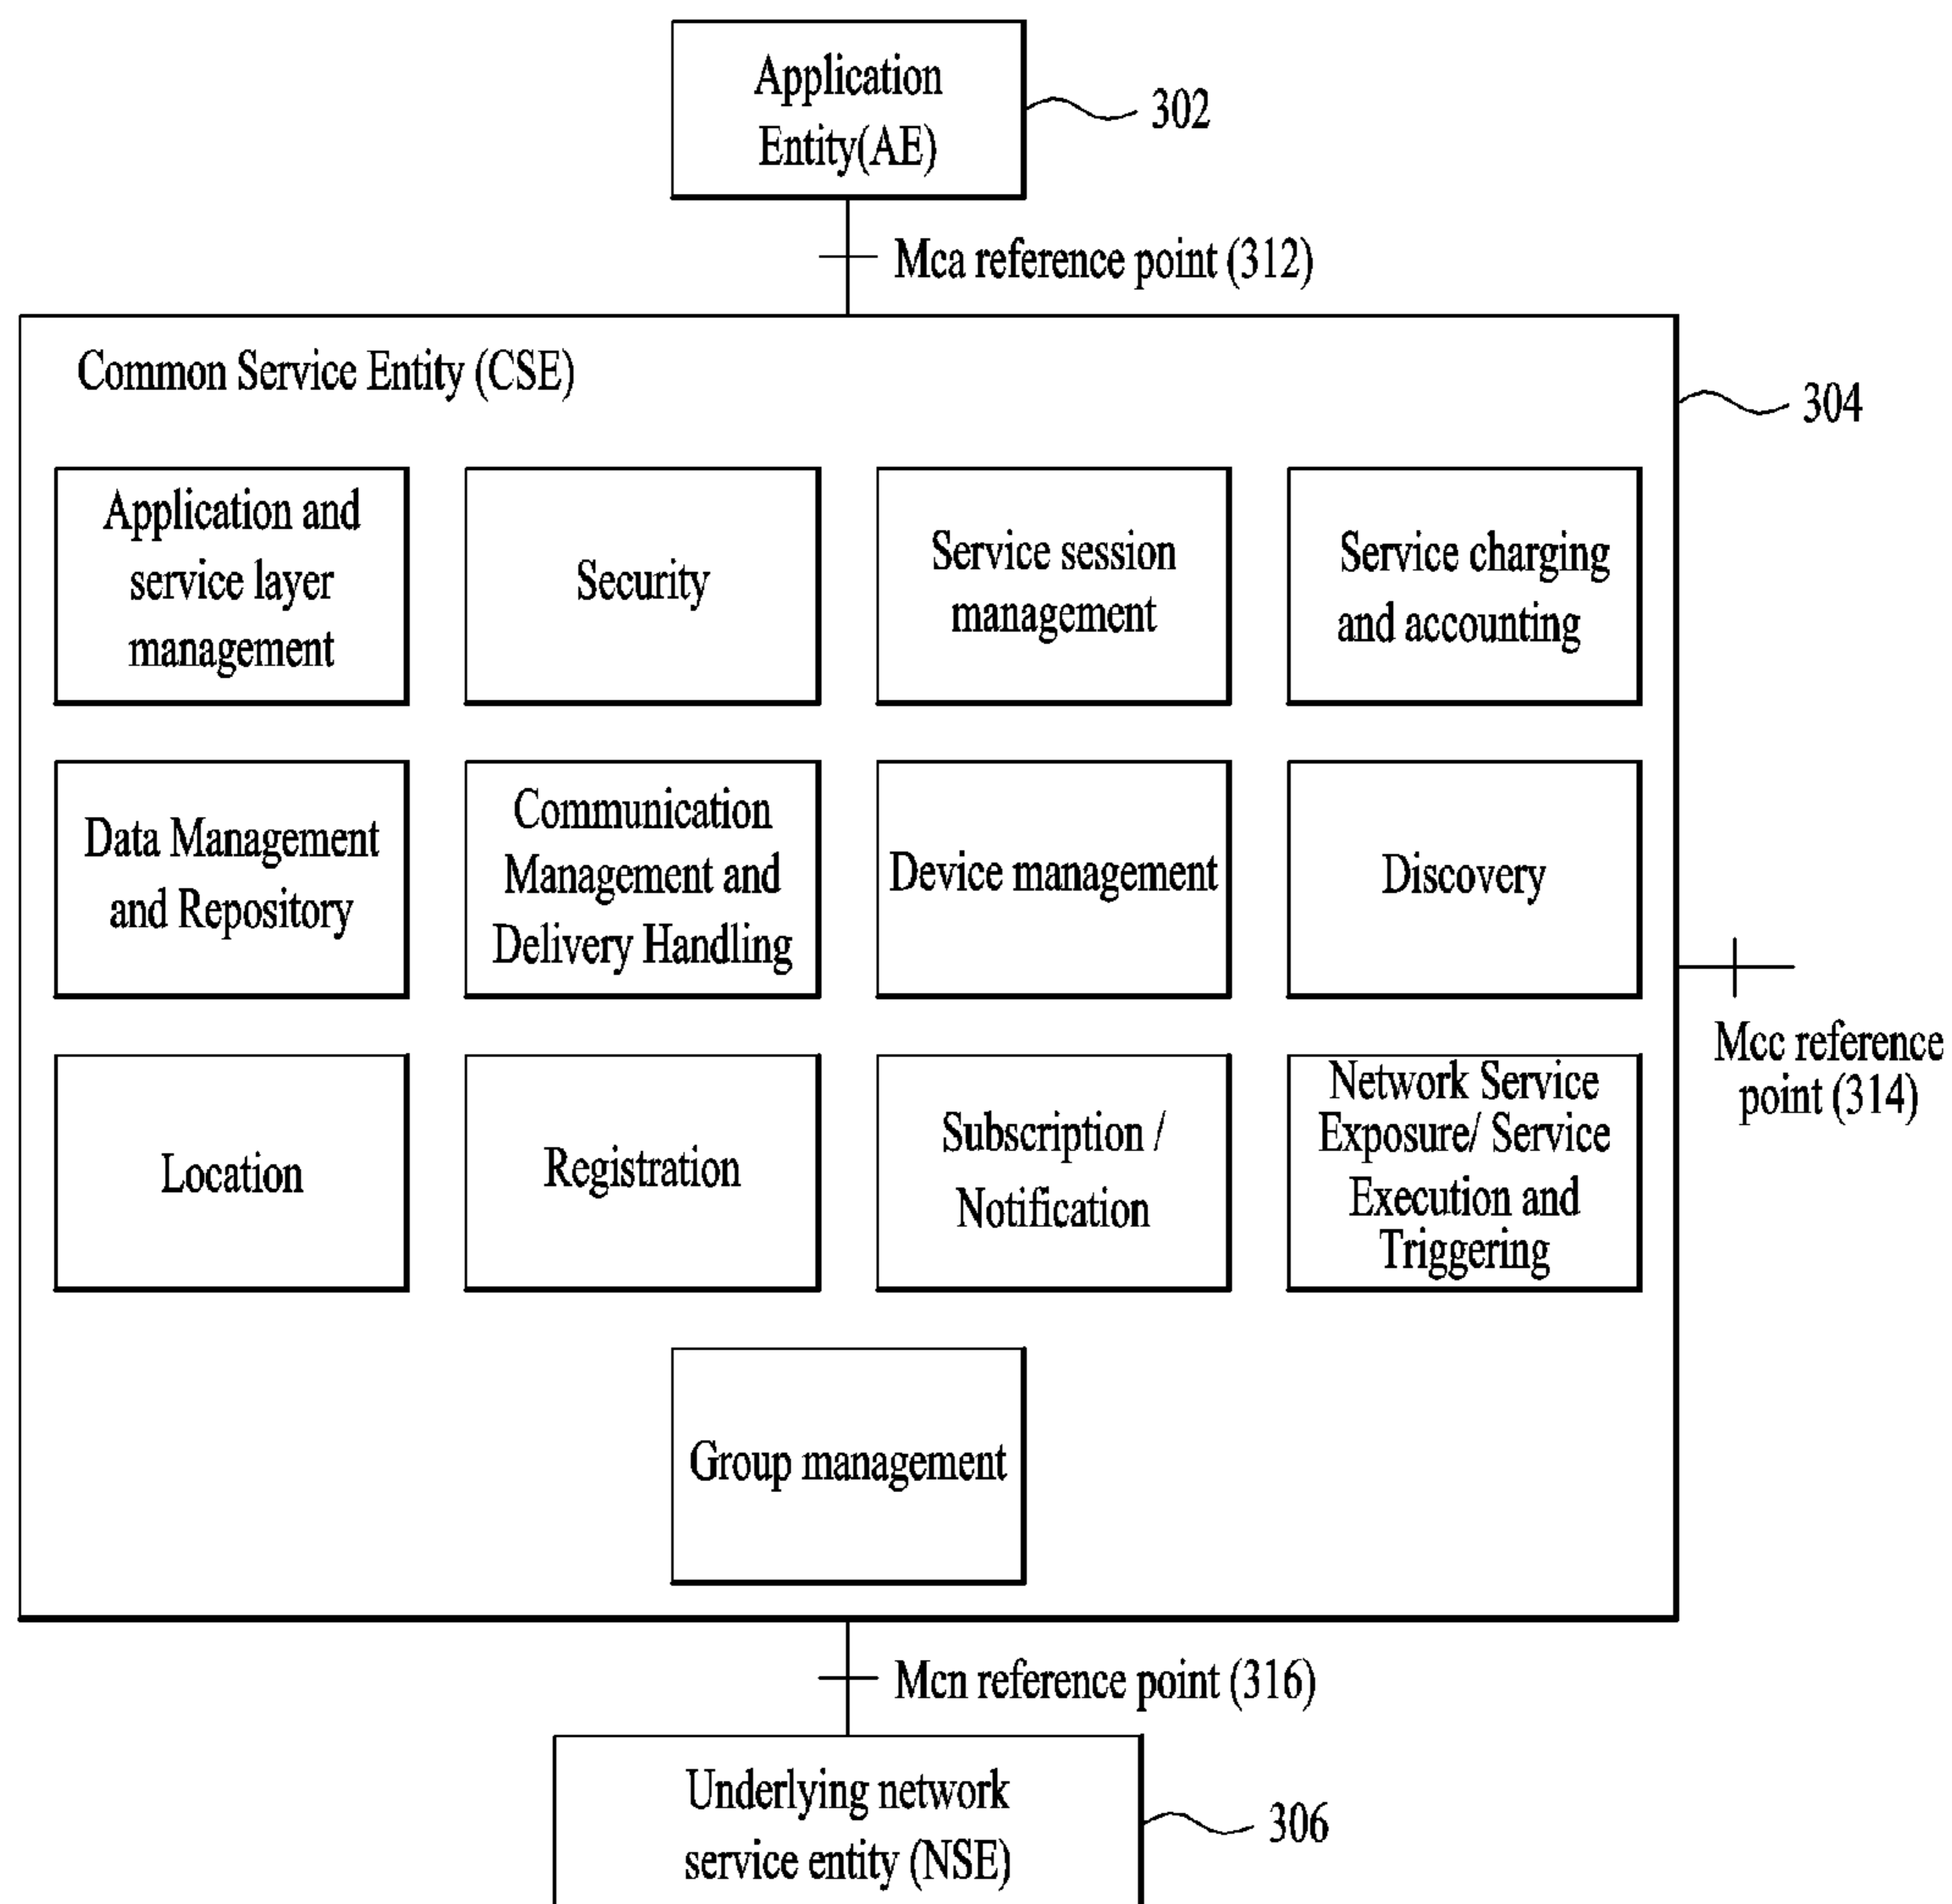 Application
Entity(AE)
302
Mca reference point (312)
Common Service Entity (CSE)
304
Application and
service layer
management
Security
Service session
management
Service charging
and accounting
Data Management
and Repository
Communication
Management and
Delivery Handling
Device management
Discovery
Mcc reference
point (314)
Location
Registration
Subscription /
Notification
Network Service
Exposure/ Service
Execution and
Triggering
Group management
Mcn reference point (316)
Underlying network
service entity (NSE)
306